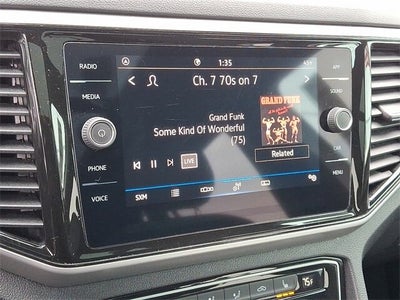 RADIO
MEDIA
PHONE
VOICE
1:35
45°
Ch. 7 70s on 7
Grand Funk
Some Kind Of Wonderful
(75)
GRAND FUNK
LIVE
Related
SXM
APP
SOUND
CAR
MENU